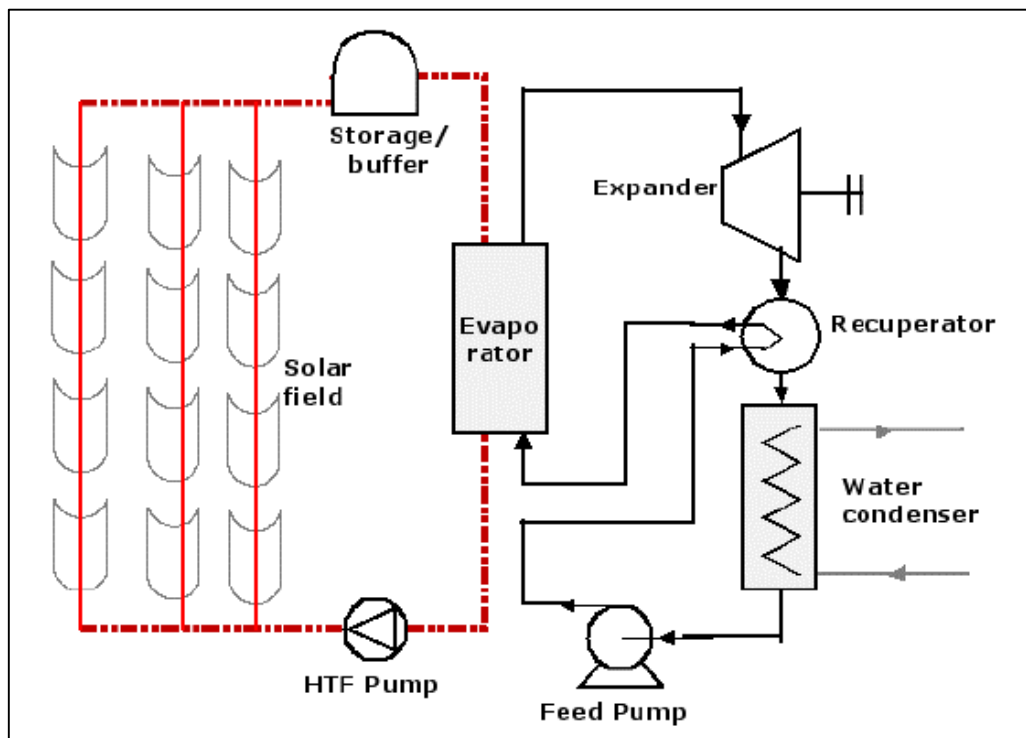 Storage/
buffer
Expander
Evapo
rator
Recuperator
Solar
field
Water
condenser
HTF Pump
Feed Pump